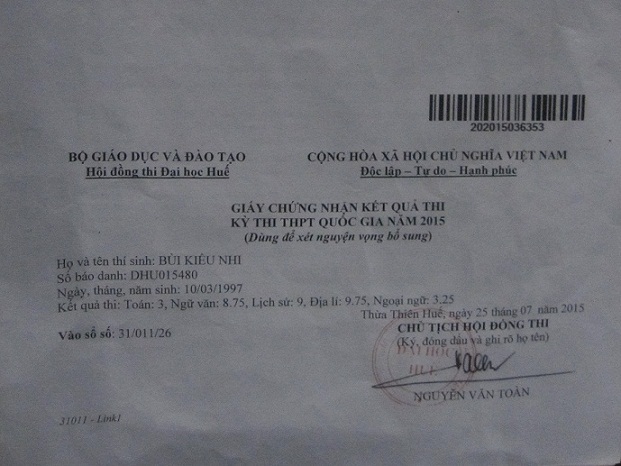 202015036353
BỘ GIÁO DỤC VÀ ĐÀO TẠO
Hội đồng thi Đại học Huế
CỘNG HÒA XÃ HỘI CHỦ NGHĨA VIỆT NAM
Độc lập – Tự do – Hạnh phúc
GIẤY CHỨNG NHẬN KẾT QUẢ THI
KỲ THI THPT QUỐC GIA NĂM 2015
(Dùng để xét nguyện vọng bổ sung)
Họ và tên thí sinh: BÙI KIỀU NHI
Số báo danh: DHU015480
Ngày, tháng, năm sinh: 10/03/1997
Kết quả thi: Toán: 3, Ngữ văn: 8.75, Lịch sử: 9, Địa lí: 9.75, Ngoại ngữ: 3.25
Thừa Thiên Huế, ngày 25 tháng 07 năm 2015
Vào sổ số: 31/011/26
CHỦ TỊCH HỘI ĐỒNG THI
(Ký, đóng dấu và ghi rõ họ tên)
ĐẠI HỌC
HUẾ
NGUYỄN VĂN TOÀN
31011 - Link1